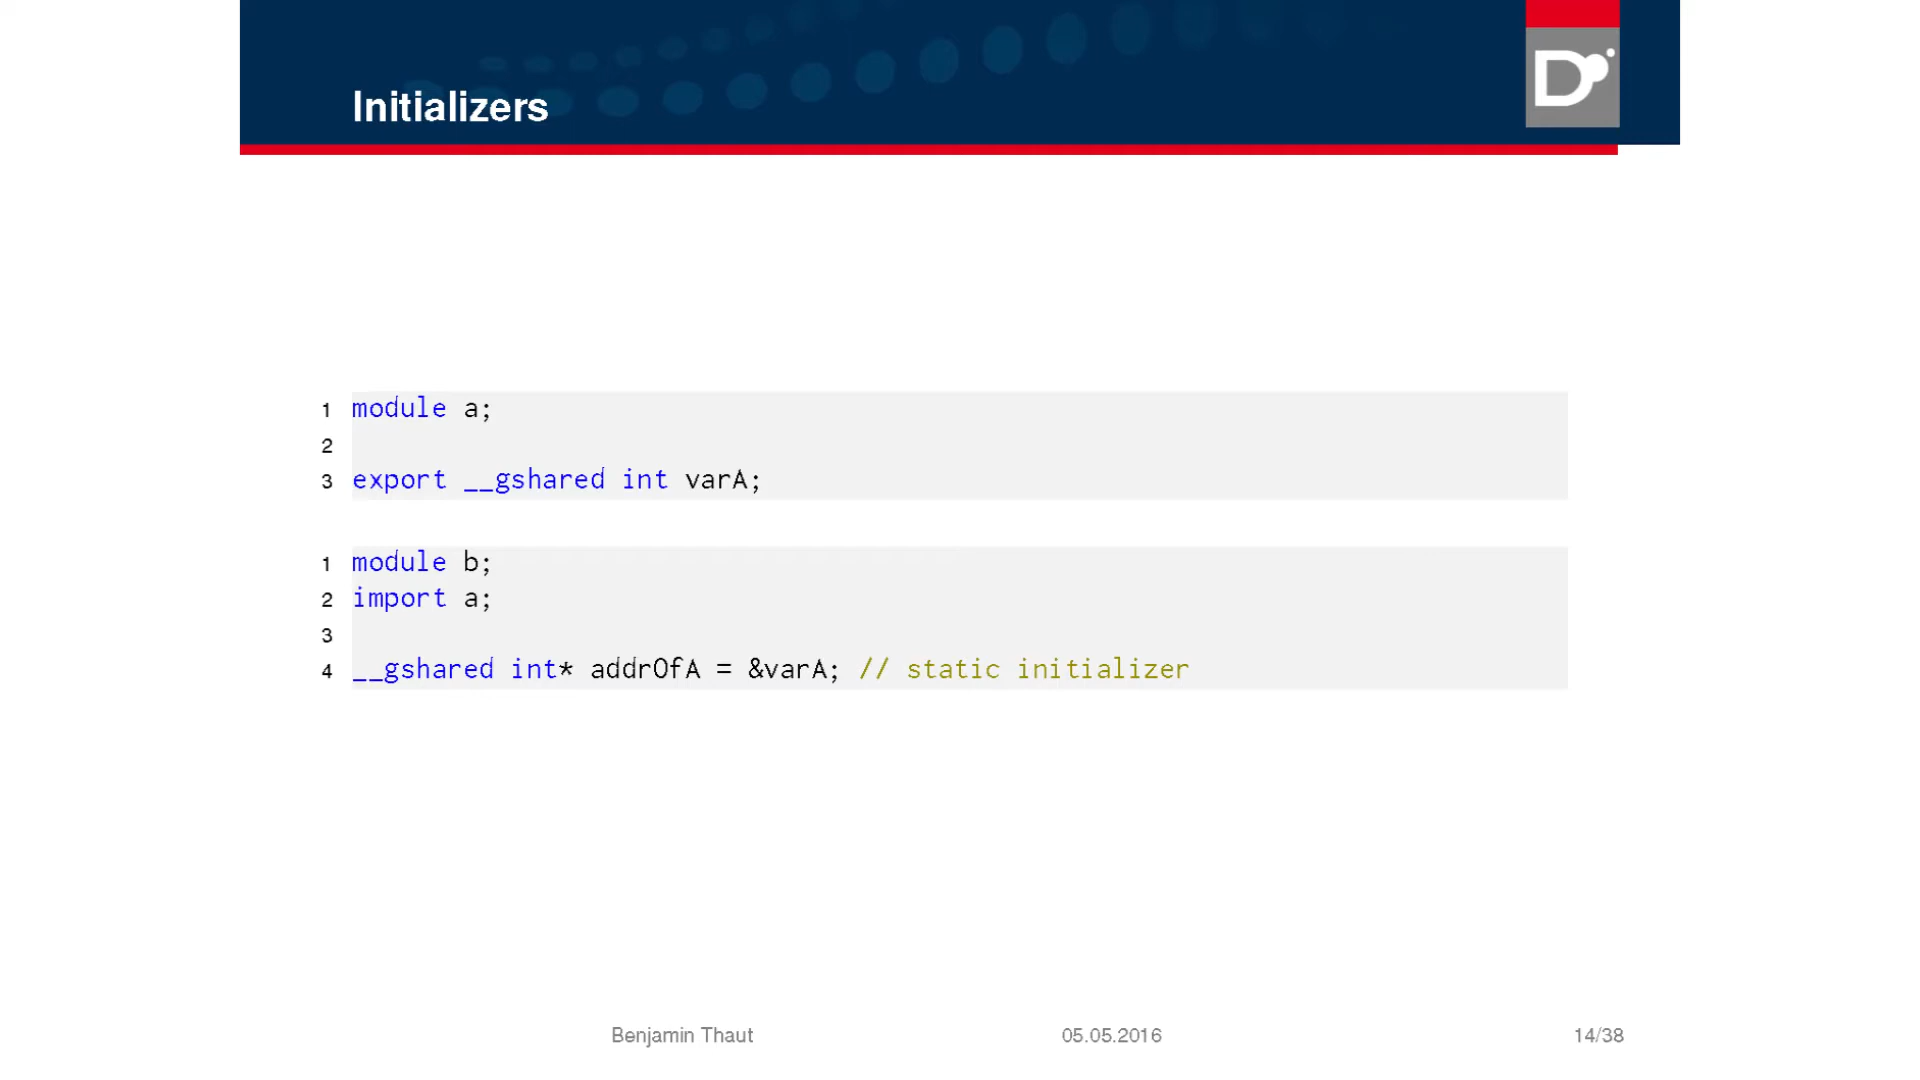 Initializers
1 module a;
2
3 export __gshared int varA;
1 module b;
2 import a;
3
4 __gshared int* addrOfA = &varA; // static initializer
Benjamin Thaut 05.05.2016 14/38